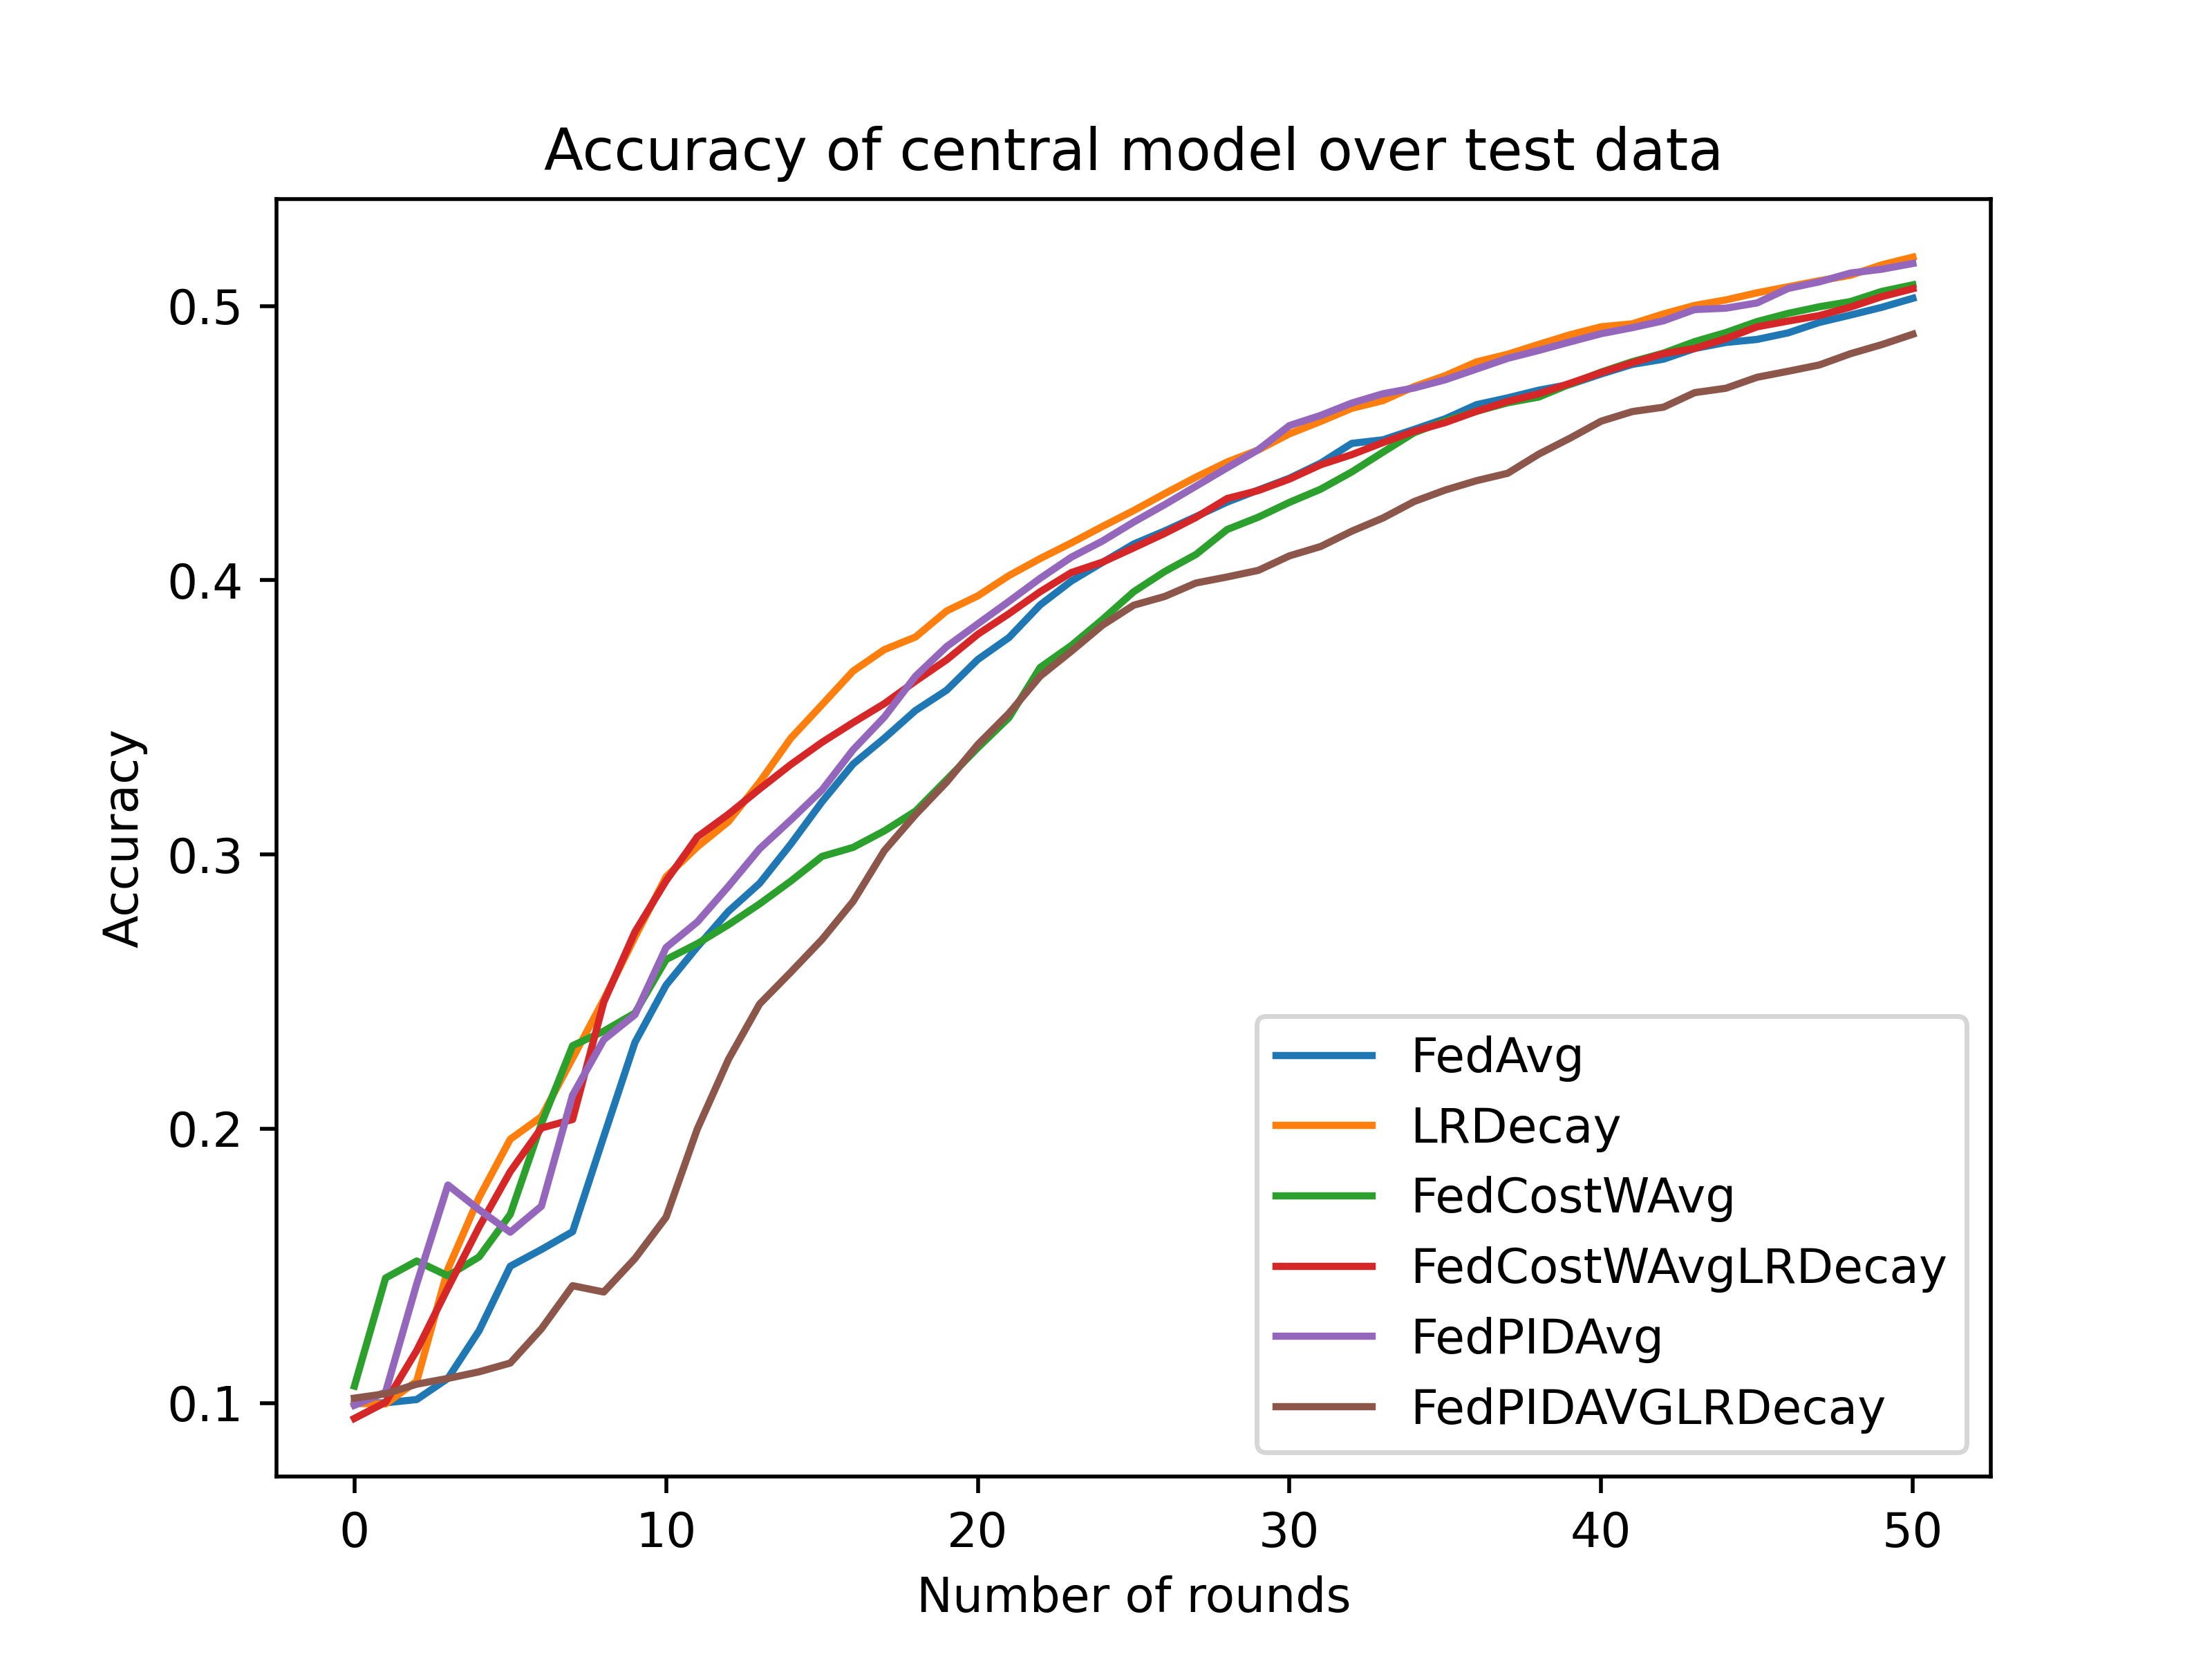 Accuracy of central model over test data
Accuracy
0.5
0.4
0.3
0.2
0.1
FedAvg
LRDecay
FedCostWAvg
FedCostWAvgLRDecay
FedPIDAvg
FedPIDAVGLRDecay
0 10 20 30 40 50
Number of rounds